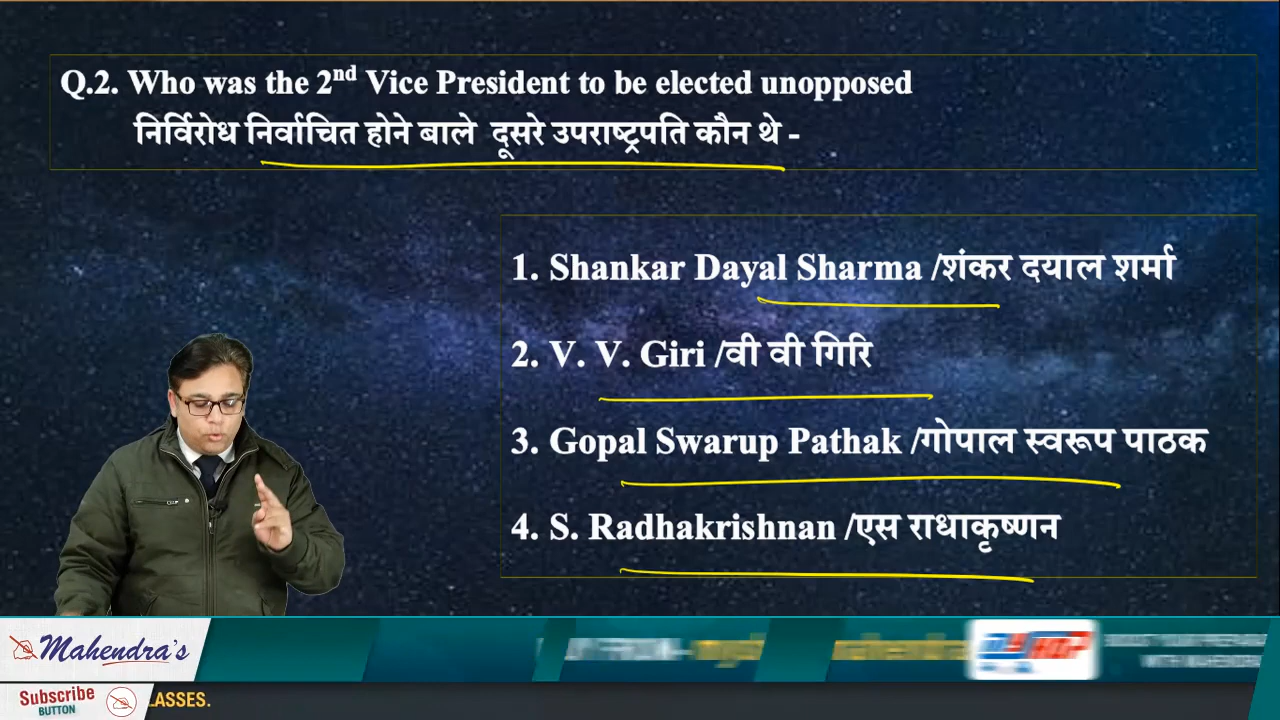 Q.2. Who was the 2nd Vice President to be elected unopposed
निर्विरोध निर्वाचित होने बाले दूसरे उपराष्ट्रपति कौन थे -
1. Shankar Dayal Sharma /शंकर दयाल शर्मा
2. V. V. Giri /वी वी गिरि
3. Gopal Swarup Pathak /गोपाल स्वरूप पाठक
4. S. Radhakrishnan /एस राधाकृष्णन
Mahendra's
Subscribe
BUTTON
LASSES.